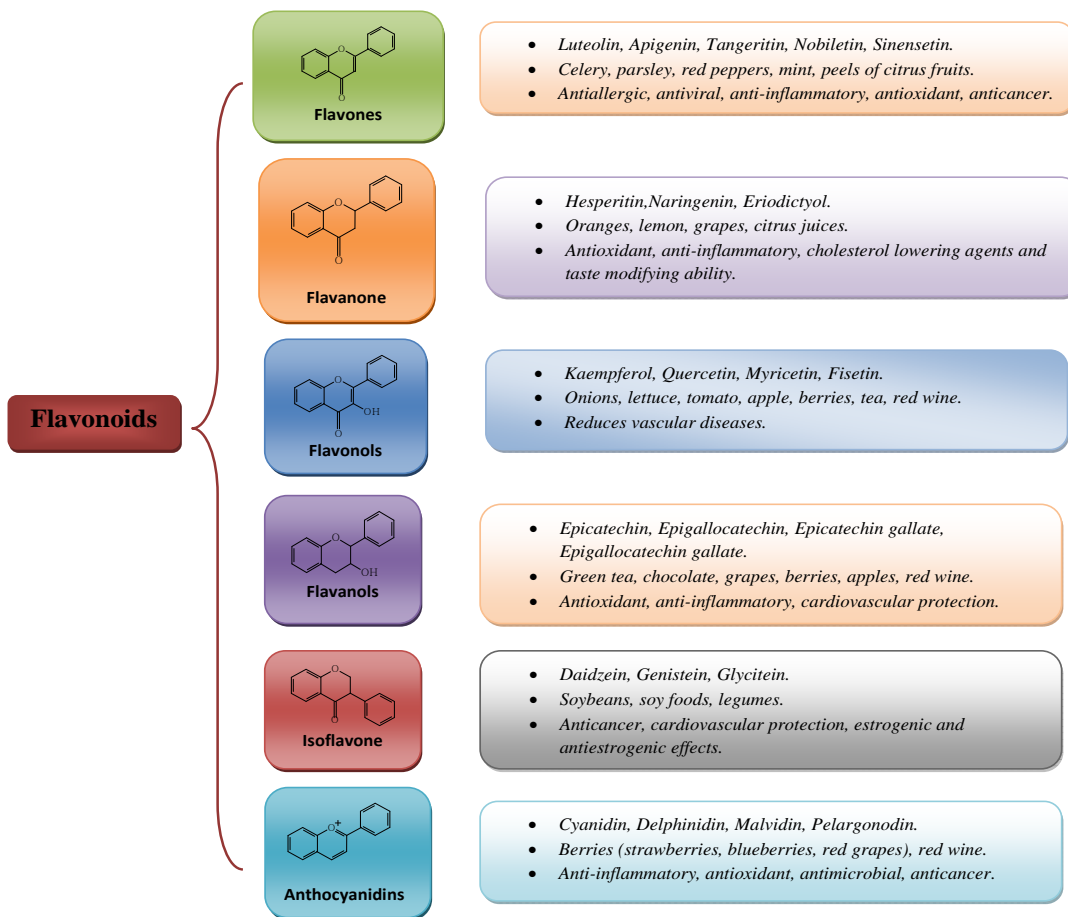 O
O
Flavones
• Luteolin, Apigenin, Tangeritin, Nobiletin, Sinensetin.
• Celery, parsley, red peppers, mint, peels of citrus fruits.
• Antiallergic, antiviral, anti-inflammatory, antioxidant, anticancer.
O
O
Flavanone
• Hesperitin,Naringenin, Eriodictyol.
• Oranges, lemon, grapes, citrus juices.
• Antioxidant, anti-inflammatory, cholesterol lowering agents and
taste modifying ability.
Flavonoids
O
OH
O
Flavonols
• Kaempferol, Quercetin, Myricetin, Fisetin.
• Onions, lettuce, tomato, apple, berries, tea, red wine.
• Reduces vascular diseases.
O
OH
Flavanols
• Epicatechin, Epigallocatechin, Epicatechin gallate,
Epigallocatechin gallate.
• Green tea, chocolate, grapes, berries, apples, red wine.
• Antioxidant, anti-inflammatory, cardiovascular protection.
O
O
Isoflavone
• Daidzein, Genistein, Glycitein.
• Soybeans, soy foods, legumes.
• Anticancer, cardiovascular protection, estrogenic and
antiestrogenic effects.
O+
Anthocyanidins
• Cyanidin, Delphinidin, Malvidin, Pelargonodin.
• Berries (strawberries, blueberries, red grapes), red wine.
• Anti-inflammatory, antioxidant, antimicrobial, anticancer.